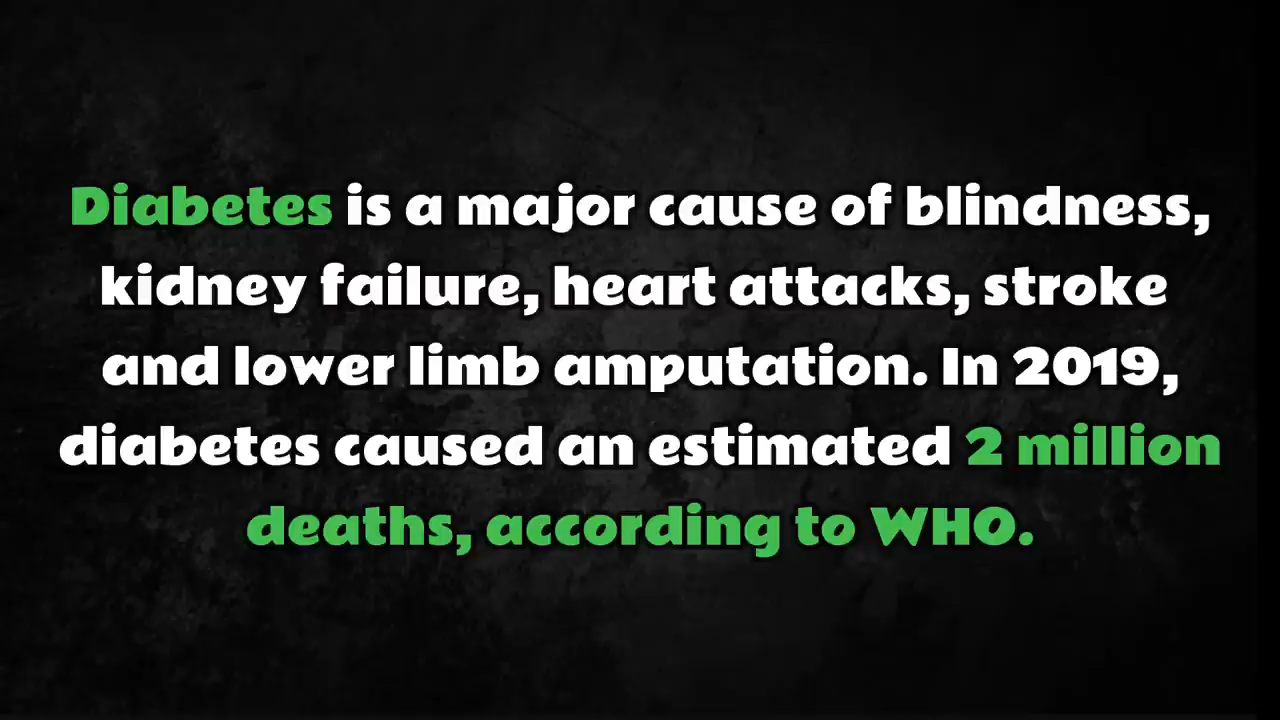 Diabetes is a major cause of blindness,
kidney failure, heart attacks, stroke
and lower limb amputation. In 2019,
diabetes caused an estimated 2 million
deaths, according to WHO.